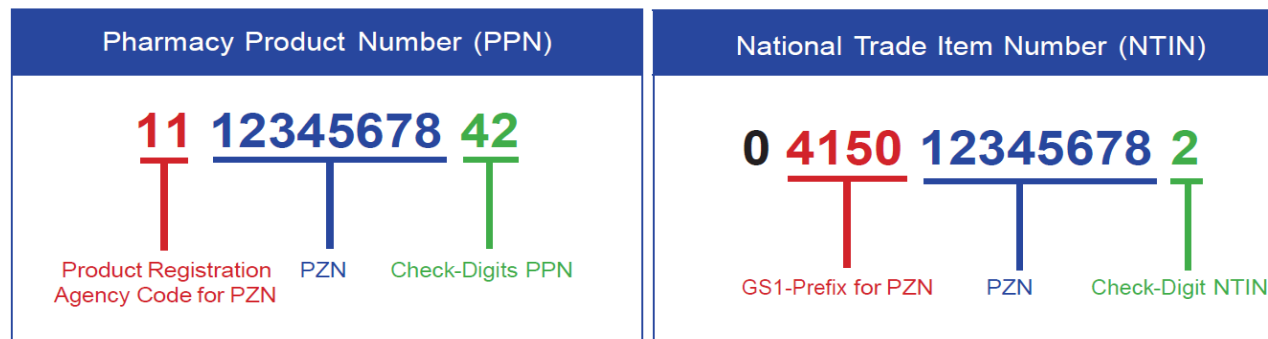 Pharmacy Product Number (PPN)
11 12345678 42
Product Registration
Agency Code for PZN
PZN
Check-Digits PPN
National Trade Item Number (NTIN)
0 4150 12345678 2
GS1-Prefix for PZN
PZN
Check-Digit NTIN